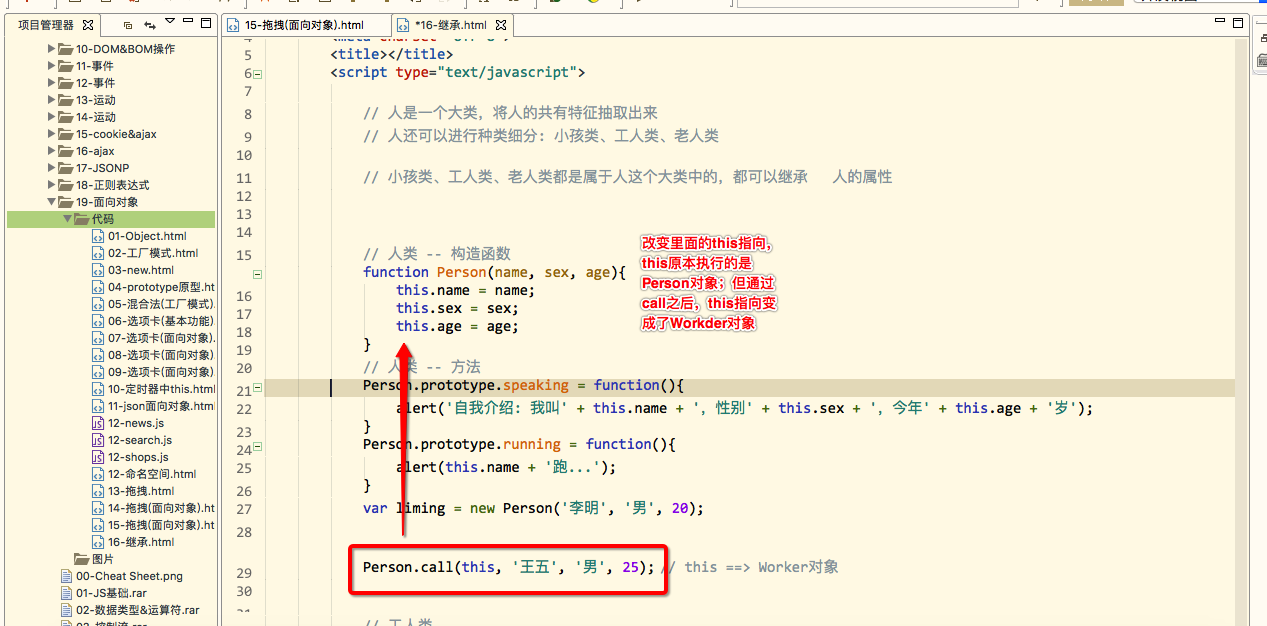 项目管理器
15-拖拽(面向对象).html
*16-继承.html
10-DOM&BOM操作
11-事件
12-事件
13-运动
14-运动
15-cookie&ajax
16-ajax
17-JSONP
18-正则表达式
19-面向对象
代码
01-Object.html
02-工厂模式.html
03-new.html
04-prototype原型.ht
05-混合法(工厂模式).
06-选项卡(基本功能).
07-选项卡(面向对象).
08-选项卡(面向对象)
09-选项卡(面向对象)
10-定时器中this.html
11-json面向对象.html
12-news.js
12-search.js
12-shops.js
12-命名空间.html
13-拖拽.html
14-拖拽(面向对象).ht
15-拖拽(面向对象).ht
16-继承.html
图片
00-Cheat Sheet.png
01-JS基础.rar
02-数据类型&运算符.rar
5 <title></title>
6 <script type="text/javascript">
7
8 // 人是一个大类，将人的共有特征抽取出来
9 // 人还可以进行种类细分：小孩类、工人类、老人类
10
11 // 小孩类、工人类、老人类都是属于人这个大类中的，都可以继承 人的属性
12
13
14
15 // 人类 -- 构造函数
function Person(name, sex, age){
16 this.name = name;
17 this.sex = sex;
18 this.age = age;
19 }
20 // 人类 -- 方法
21 Person.prototype.speaking = function(){
22 alert('自我介绍：我叫' + this.name + '，性别' + this.sex + '，今年' + this.age + '岁');
23 }
24 Person.prototype.running = function(){
25 alert(this.name + '跑...');
26 }
27 var liming = new Person('李明', '男', 20);
28
29 Person.call(this, '王五', '男', 25); // this ==> Worker对象
30
// 工人类
改变里面的this指向，
this原本执行的是
Person对象；但通过
call之后，this指向变
成了Workder对象